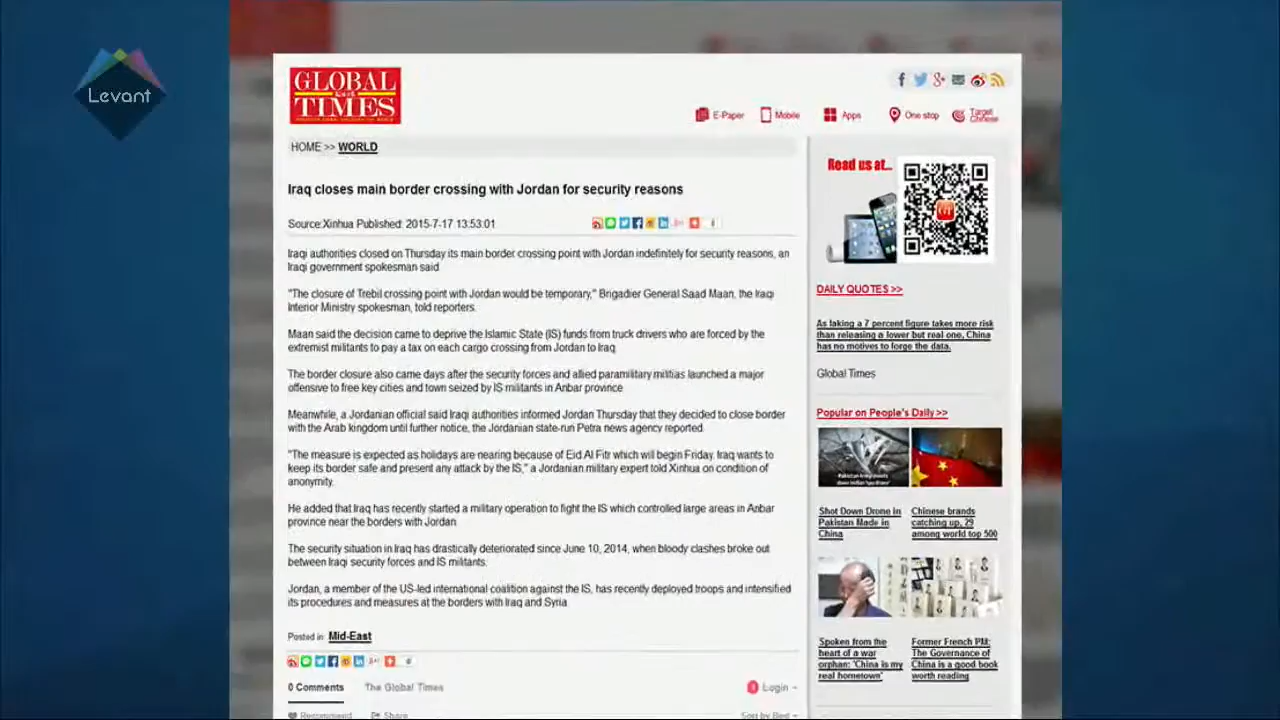 Levant
GLOBAL
TIMES
E-Paper
Mobile
Apps
One stop
Target
Chinese
HOME >> WORLD
Iraq closes main border crossing with Jordan for security reasons
Source:Xinhua Published: 2015-7-17 13:53:01
Iraqi authorities closed on Thursday its main border crossing point with Jordan indefinitely for security reasons, an
Iraqi government spokesman said.
"The closure of Trebil crossing point with Jordan would be temporary," Brigadier General Saad Maan, the Iraqi
Interior Ministry spokesman, told reporters.
Maan said the decision came to deprive the Islamic State (IS) funds from truck drivers who are forced by the
extremist militants to pay a tax on each cargo crossing from Jordan to Iraq.
The border closure also came days after the security forces and allied paramilitary militias launched a major
offensive to free key cities and town seized by IS militants in Anbar province.
Meanwhile, a Jordanian official said Iraqi authorities informed Jordan Thursday that they decided to close border
with the Arab kingdom until further notice, the Jordanian state-run Petra news agency reported.
"The measure is expected as holidays are nearing because of Eid Al Fitr which will begin Friday. Iraq wants to
keep its border safe and present any attack by the IS," a Jordanian military expert told Xinhua on condition of
anonymity.
He added that Iraq has recently started a military operation to fight the IS which controlled large areas in Anbar
province near the borders with Jordan.
The security situation in Iraq has drastically deteriorated since June 10, 2014, when bloody clashes broke out
between Iraqi security forces and IS militants.
Jordan, a member of the US-led international coalition against the IS, has recently deployed troops and intensified
its procedures and measures at the borders with Iraq and Syria.
Posted in: Mid-East
0 Comments
The Global Times
Login
Recommend
Share
Sort by Best
Read us at...
GT
DAILY QUOTES >>
As faking a 7 percent figure takes more risk
than releasing a lower but real one, China
has no motives to forge the data.
Global Times
Popular on People's Daily >>
Shot Down Drone in
Pakistan Made in
China
Chinese brands
catching up, 29
among world top 500
Spoken from the
heart of a war
orphan: 'China is my
real hometown'
Former French PM:
The Governance of
China is a good book
worth reading